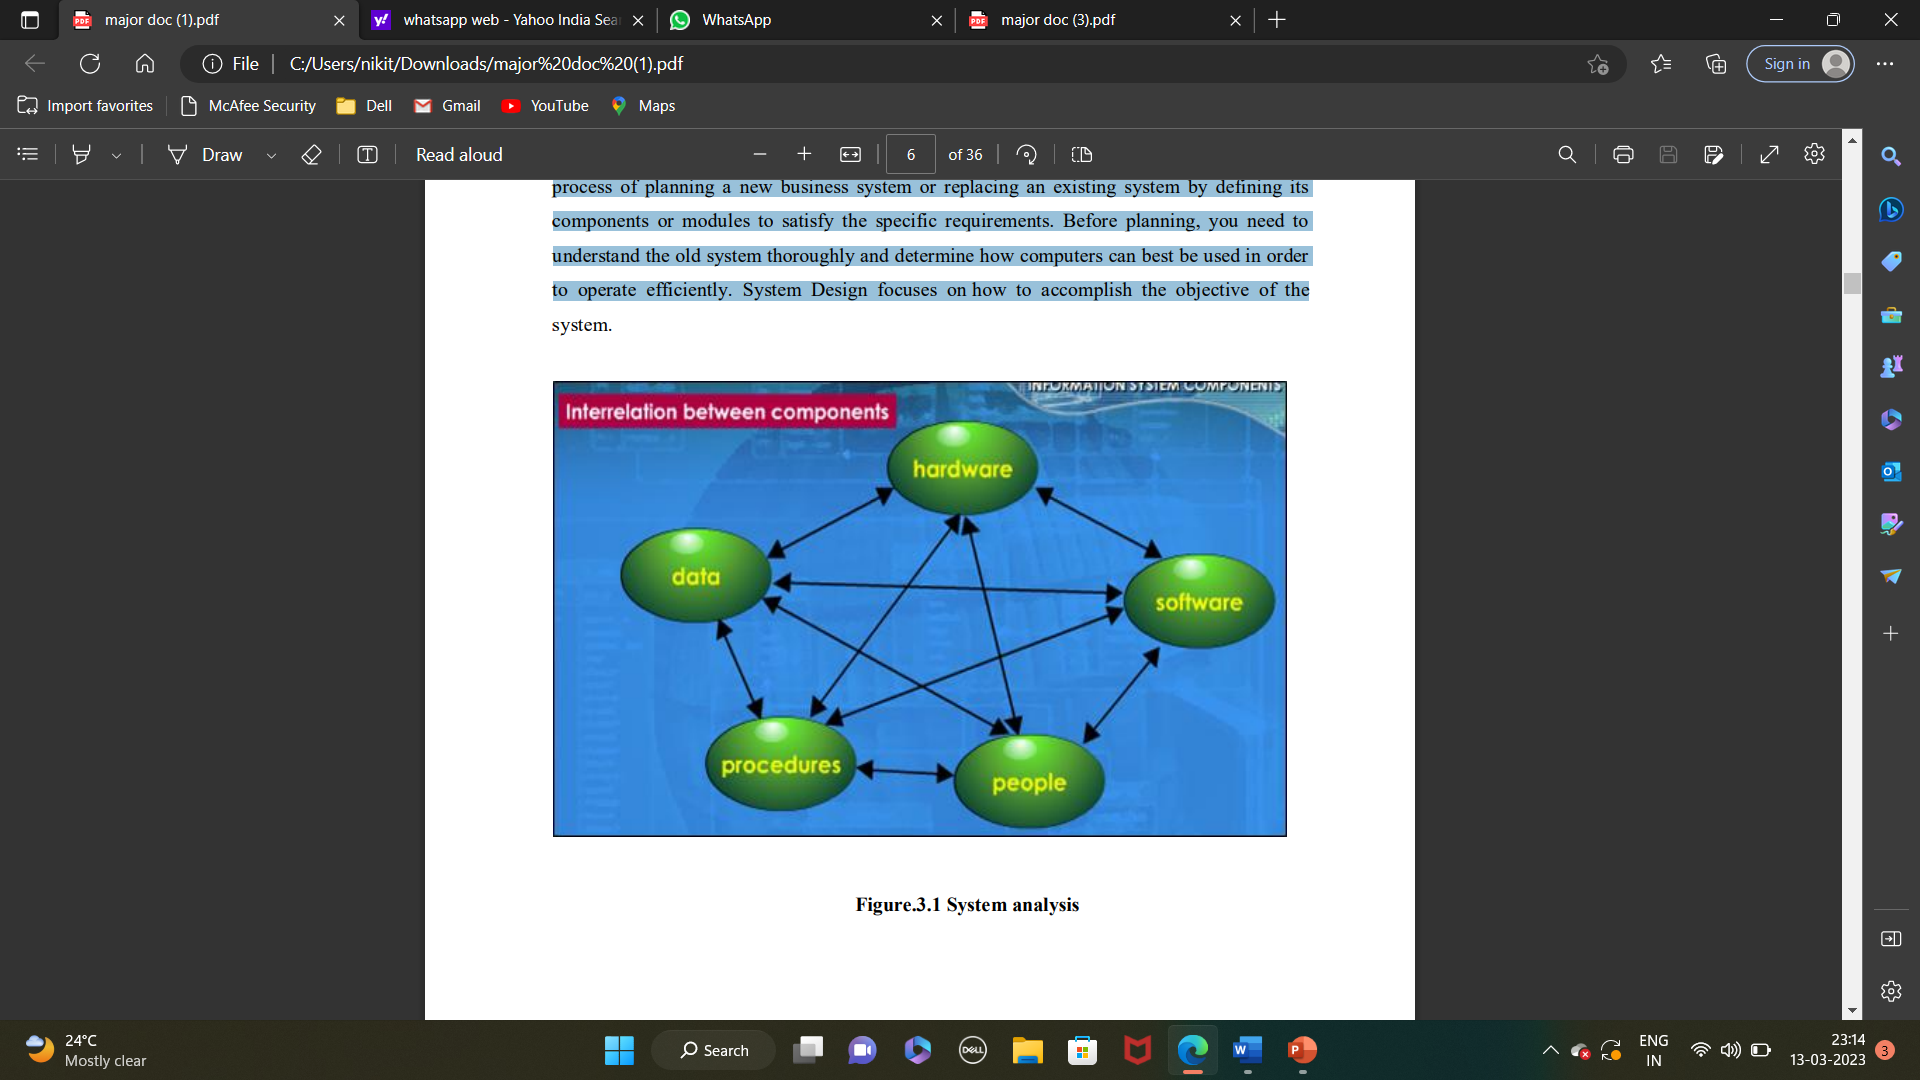 major doc (1).pdf
whatsapp web - Yahoo India Sea
WhatsApp
major doc (3).pdf
File
C:/Users/nikit/Downloads/major%20doc%20(1).pdf
Sign in
Import favorites
McAfee Security
Dell
Gmail
YouTube
Maps
Draw
Read aloud
6
of 36
process of planning a new business system or replacing an existing system by defining its
components or modules to satisfy the specific requirements. Before planning, you need to
understand the old system thoroughly and determine how computers can best be used in order
to operate efficiently. System Design focuses on how to accomplish the objective of the
system.
INFORMATION SYSTEM COMPONENTS
Interrelation between components
hardware
data
software
procedures
people
Figure.3.1 System analysis
24°C
Mostly clear
Search
DELL
ENG
IN
23:14
13-03-2023
3